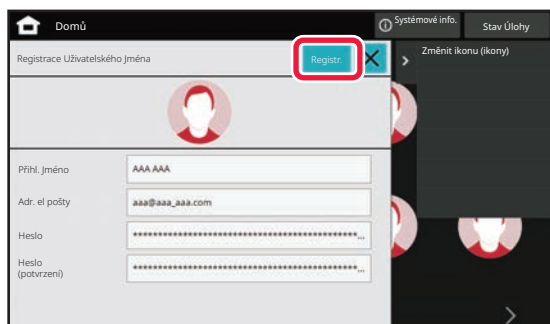 Domů
Systémové info.
Stav Úlohy
Registrace Uživatelského Jména
Registr.
Změnit ikonu (ikony)
Přihl. Jméno
AAA AAA
Adr. el pošty
aaa@aaa_aaa.com
Heslo
************************************************...
Heslo
(potvrzení)
************************************************...